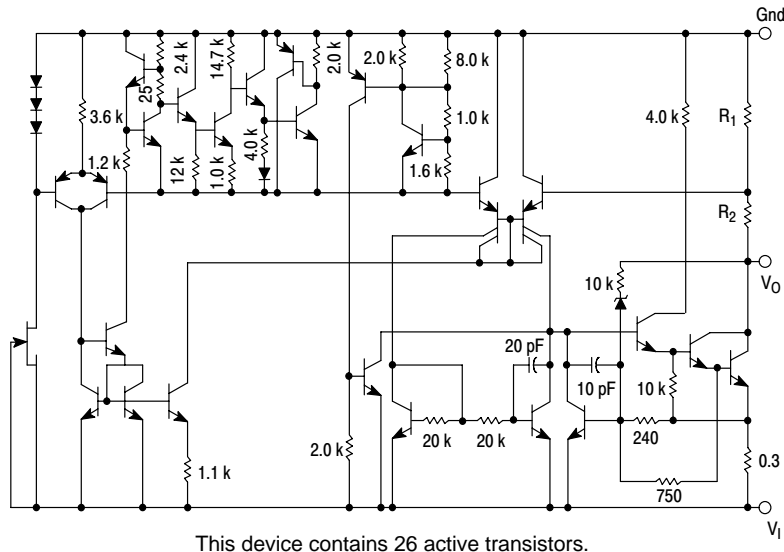 Gnd
2.4 k
14.7 k
2.0 k
2.0 k
8.0 k
25
3.6 k
1.0 k
4.0 k
R1
1.2 k
12 k
1.0 k
4.0 k
1.6 k
R2
10 k
VO
20 pF
10 pF
10 k
20 k
20 k
240
2.0 k
0.3
1.1 k
750
VI
This device contains 26 active transistors.